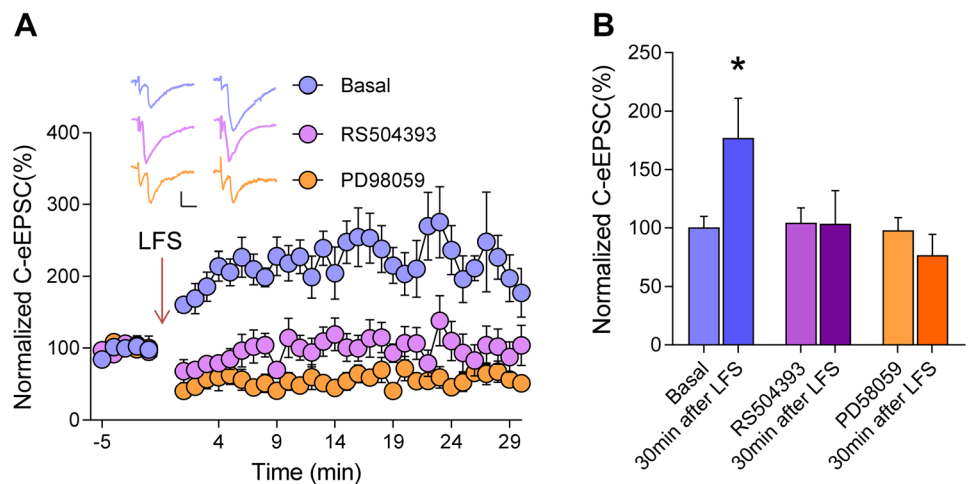 A
Normalized C-eEPSC(%)
400
300
200
100
0
-5
4
9
14
19
24
29
Time (min)
Basal
RS504393
PD98059
LFS
B
Normalized C-eEPSC(%)
250
200
150
100
50
0
*
Basal
30min after LFS
RS504393
30min after LFS
PD58059
30min after LFS